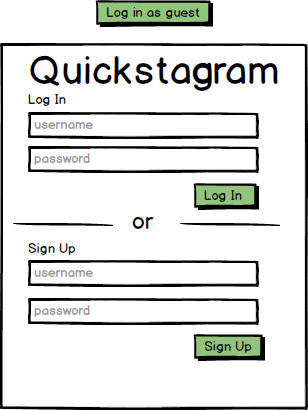 Log in as guest
Quickstagram
Log In
username
password
Log In
or
Sign Up
username
password
Sign Up